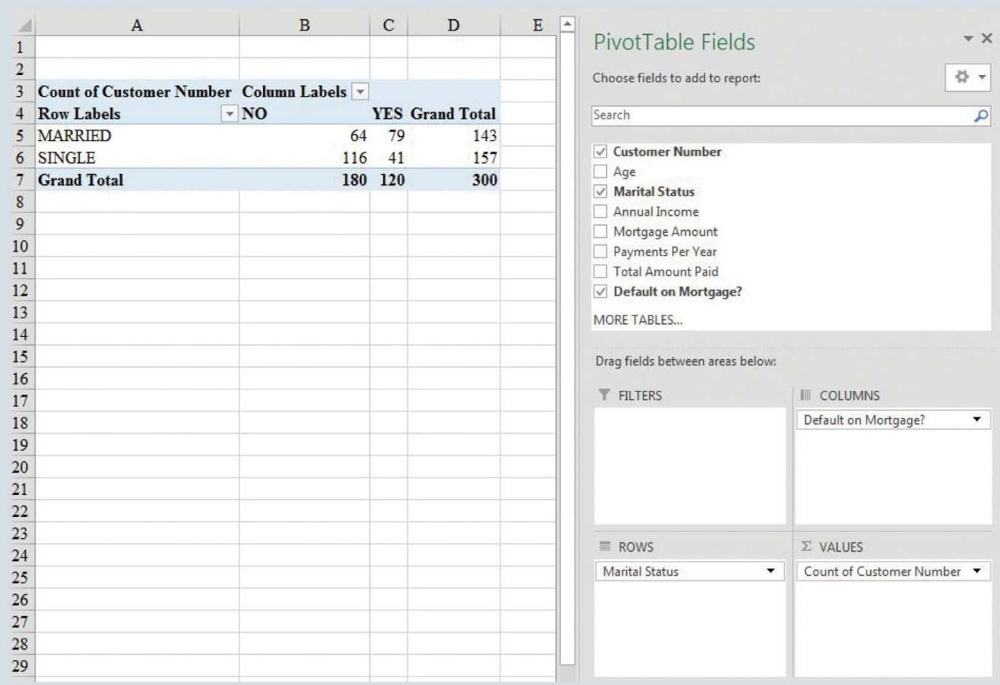 A B C D E
1
2
3 Count of Customer Number Column Labels
4 Row Labels NO YES Grand Total
5 MARRIED 64 79 143
6 SINGLE 116 41 157
7 Grand Total 180 120 300
8
9
10
11
12
13
14
15
16
17
18
19
20
21
22
23
24
25
26
27
28
29
PivotTable Fields
Choose fields to add to report:
Search
Customer Number
Age
Marital Status
Annual Income
Mortgage Amount
Payments Per Year
Total Amount Paid
Default on Mortgage?
MORE TABLES...
Drag fields between areas below:
FILTERS
COLUMNS
Default on Mortgage?
ROWS
Marital Status
Σ VALUES
Count of Customer Number